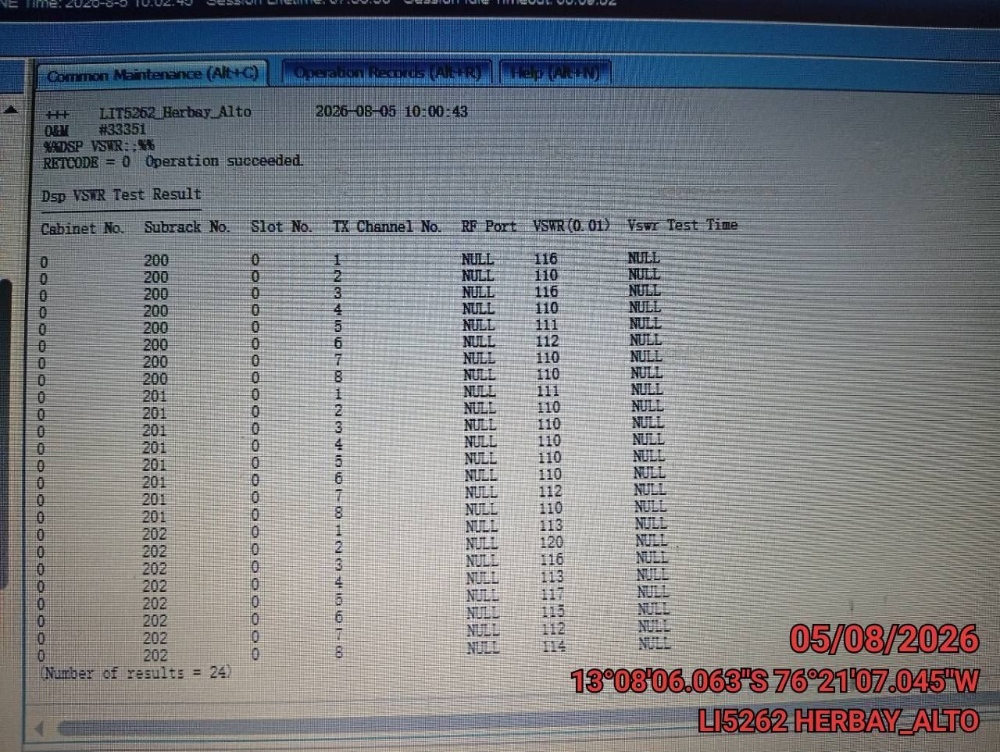 NE Time: 2026-8-5 10:02:45 Session Lifetime:
Common Maintenance (Alt+C) Operation Records (Alt+R) Help (Alt+N)
+++ LIT5262_Herbay_Alto 2026-08-05 10:00:43
O&M #33351
%%DSP VSWR:;%%
RETCODE = 0 Operation succeeded.
Dsp VSWR Test Result
Cabinet No. Subrack No. Slot No. TX Channel No. RF Port VSWR(0.01) Vswr Test Time
0 200 0 1 NULL 116 NULL
0 200 0 2 NULL 110 NULL
0 200 0 3 NULL 116 NULL
0 200 0 4 NULL 110 NULL
0 200 0 5 NULL 111 NULL
0 200 0 6 NULL 112 NULL
0 200 0 7 NULL 110 NULL
0 200 0 8 NULL 110 NULL
0 201 0 1 NULL 111 NULL
0 201 0 2 NULL 110 NULL
0 201 0 3 NULL 110 NULL
0 201 0 4 NULL 110 NULL
0 201 0 5 NULL 110 NULL
0 201 0 6 NULL 110 NULL
0 201 0 7 NULL 112 NULL
0 201 0 8 NULL 110 NULL
0 202 0 1 NULL 113 NULL
0 202 0 2 NULL 120 NULL
0 202 0 3 NULL 116 NULL
0 202 0 4 NULL 113 NULL
0 202 0 5 NULL 117 NULL
0 202 0 6 NULL 115 NULL
0 202 0 7 NULL 112 NULL
0 202 0 8 NULL 114 NULL
(Number of results = 24)
05/08/2026
13°08'06.063"S 76°21'07.045"W
LI5262 HERBAY_ALTO